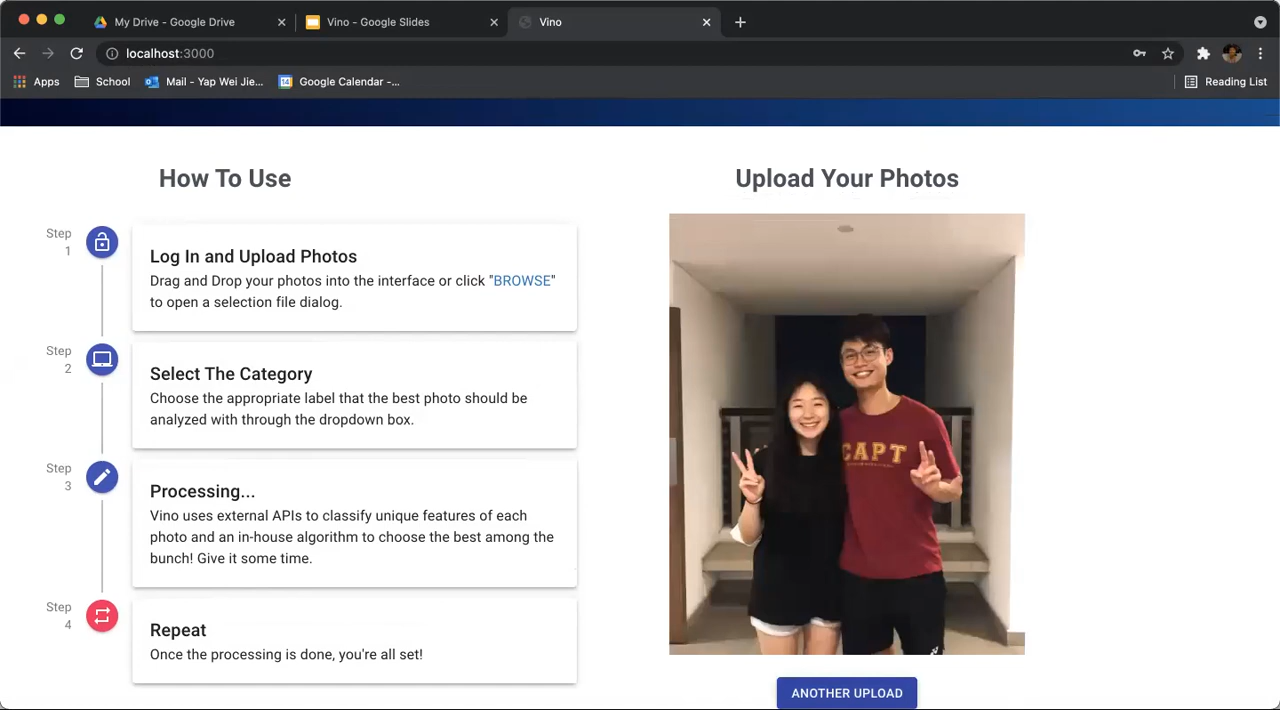 My Drive - Google Drive
Vino - Google Slides
Vino
localhost:3000
Apps
School
Mail - Yap Wei Jie...
Google Calendar -...
Reading List
How To Use
Step 1
Log In and Upload Photos
Drag and Drop your photos into the interface or click "BROWSE"
to open a selection file dialog.
Step 2
Select The Category
Choose the appropriate label that the best photo should be
analyzed with through the dropdown box.
Step 3
Processing...
Vino uses external APIs to classify unique features of each
photo and an in-house algorithm to choose the best among the
bunch! Give it some time.
Step 4
Repeat
Once the processing is done, you're all set!
Upload Your Photos
CAPT
ANOTHER UPLOAD